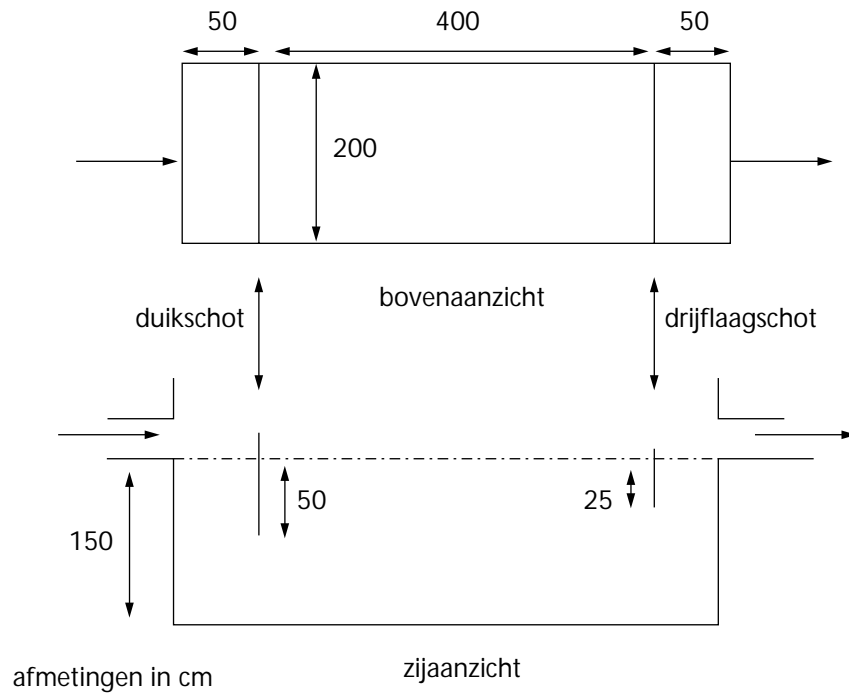 50 400 50
200
bovenaanzicht
duikschot drijflaagschot
50 25
150
zijaanzicht
afmetingen in cm